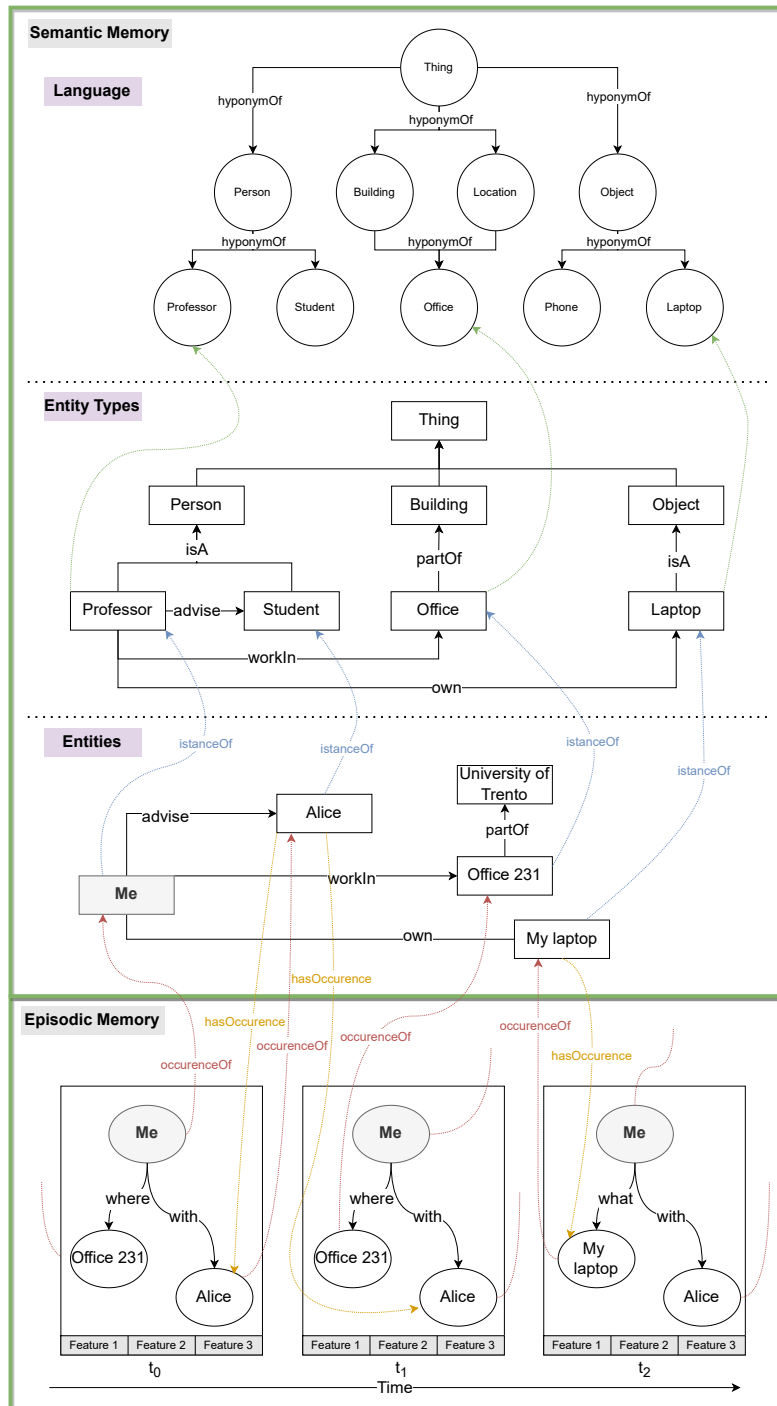 Semantic Memory
Thing
Language
hyponymOf
hyponymOf
hyponymOf
Person
Building
Location
Object
hyponymOf
hyponymOf
hyponymOf
Professor
Student
Office
Phone
Laptop
Entity Types
Thing
Person
Building
Object
isA
partOf
isA
Professor
advise
Student
Office
Laptop
workIn
own
Entities
istanceOf
istanceOf
istanceOf
istanceOf
University of
Trento
advise
Alice
partOf
Me
workIn
Office 231
own
My laptop
hasOccurence
Episodic Memory
hasOccurence
occurenceOf
occurenceOf
occurenceOf
occurenceOf
hasOccurence
Me
where
with
Office 231
Alice
Feature 1
Feature 2
Feature 3
t0
Me
where
with
Office 231
Alice
Feature 1
Feature 2
Feature 3
t1
Me
what
with
My
laptop
Alice
Feature 1
Feature 2
Feature 3
t2
Time